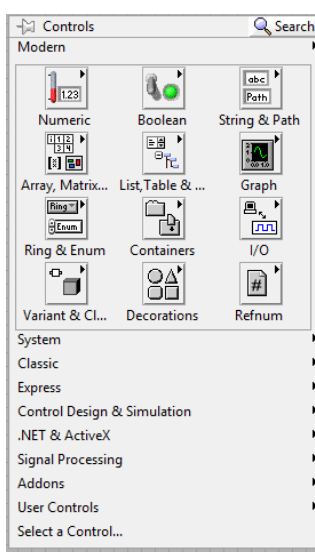 Controls Search
Modern
1.23
abc
Path
Numeric Boolean String & Path
Array, Matrix... List, Table & ... Graph
Ring
Enum
Ring & Enum Containers I/O
#
Variant & Cl... Decorations Refnum
System
Classic
Express
Control Design & Simulation
.NET & ActiveX
Signal Processing
Addons
User Controls
Select a Control...